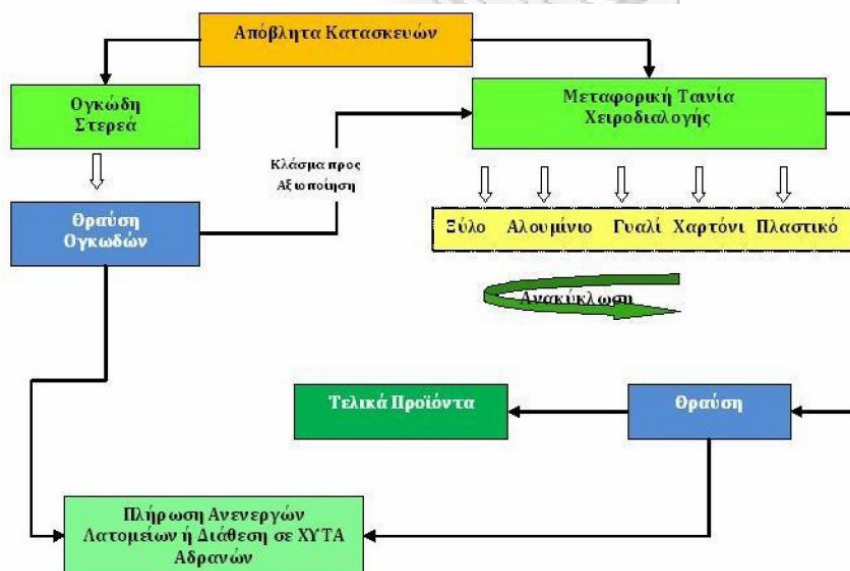 Απόβλητα Κατασκευών
Ογκώδη
Στερεά
Μεταφορική Ταινία
Χειροδιαλογής
Κλάσμα προς
Αξιοποίηση
Θραύση
Ογκωδών
Ξύλο Αλουμίνιο Γυαλί Χαρτόνι Πλαστικό
Ανακύκλωση
Τελικά Προϊόντα
Θραύση
Πλήρωση Ανενεργών
Λατομείων ή Διάθεση σε ΧΥΤΑ
Αδρανών